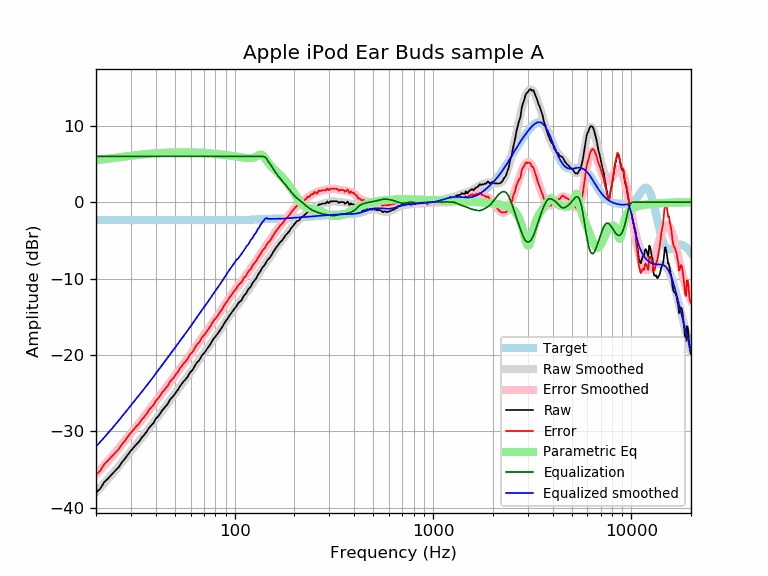 Apple iPod Ear Buds sample A
10
0
−10
−20
−30
−40
Amplitude (dBr)
Target
Raw Smoothed
Error Smoothed
Raw
Error
Parametric Eq
Equalization
Equalized smoothed
100
1000
10000
Frequency (Hz)